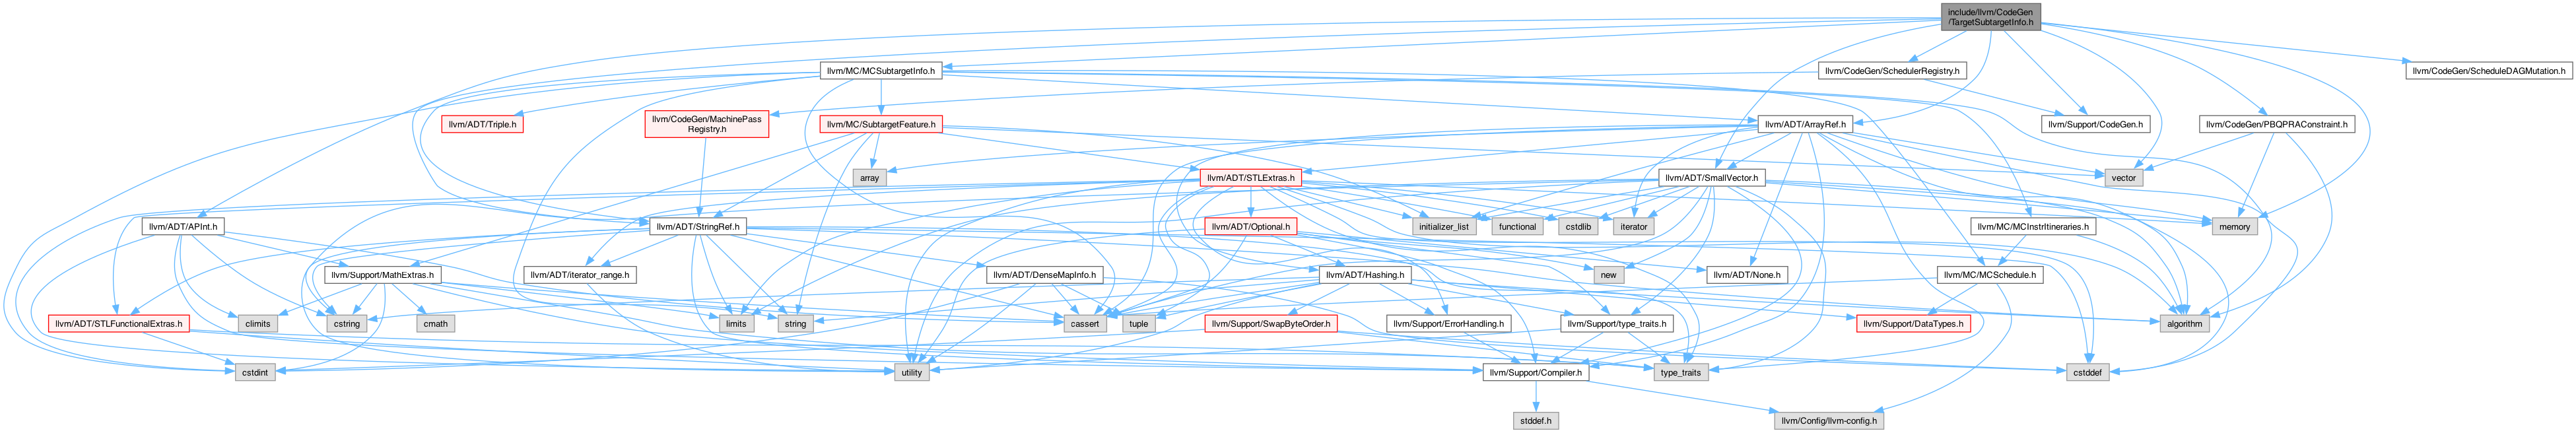 include/llvm/CodeGen
/TargetSubtargetInfo.h
llvm/MC/MCSubtargetInfo.h
llvm/CodeGen/SchedulerRegistry.h
llvm/CodeGen/ScheduleDAGMutation.h
llvm/ADT/Triple.h
llvm/CodeGen/MachinePass
Registry.h
llvm/MC/SubtargetFeature.h
llvm/ADT/ArrayRef.h
llvm/Support/CodeGen.h
llvm/CodeGen/PBQPRAConstraint.h
array
llvm/ADT/STLExtras.h
llvm/ADT/SmallVector.h
vector
llvm/ADT/APInt.h
llvm/ADT/StringRef.h
llvm/ADT/Optional.h
initializer_list
functional
cstdlib
iterator
llvm/MC/MCInstrItineraries.h
memory
llvm/Support/MathExtras.h
llvm/ADT/iterator_range.h
llvm/ADT/DenseMapInfo.h
llvm/ADT/Hashing.h
new
llvm/ADT/None.h
llvm/MC/MCSchedule.h
llvm/ADT/STLFunctionalExtras.h
climits
cstring
cmath
limits
string
cassert
tuple
llvm/Support/SwapByteOrder.h
llvm/Support/ErrorHandling.h
llvm/Support/type_traits.h
llvm/Support/DataTypes.h
algorithm
cstdint
utility
llvm/Support/Compiler.h
type_traits
cstddef
stddef.h
llvm/Config/llvm-config.h